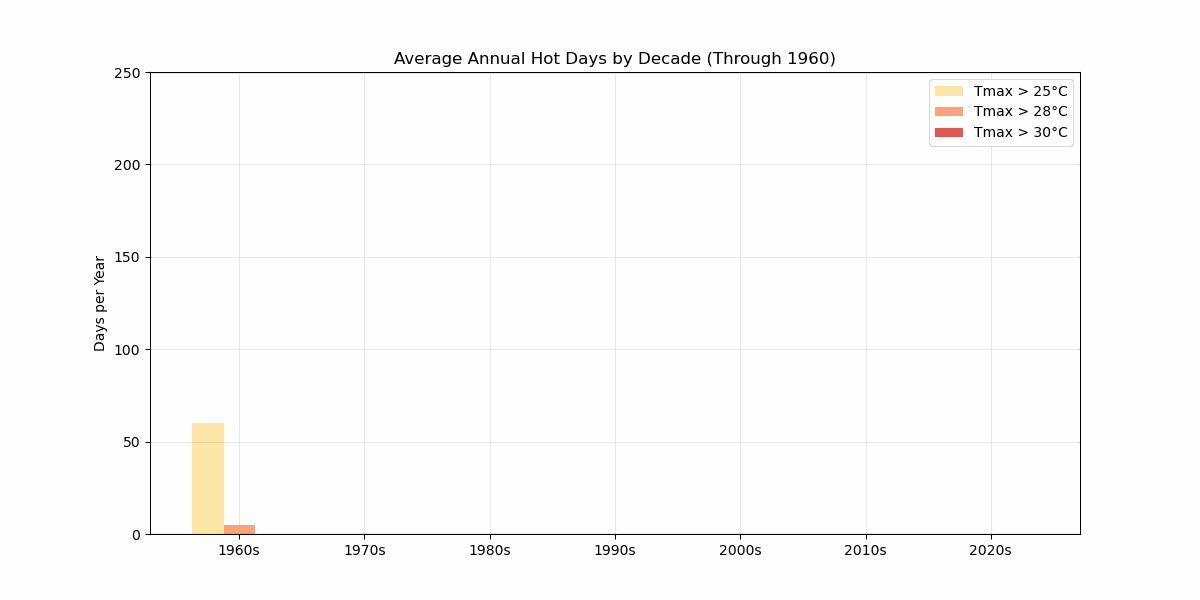 Average Annual Hot Days by Decade (Through 1960)
250
Tmax > 25°C
Tmax > 28°C
Tmax > 30°C
200
150
Days per Year
100
50
0
1960s 1970s 1980s 1990s 2000s 2010s 2020s